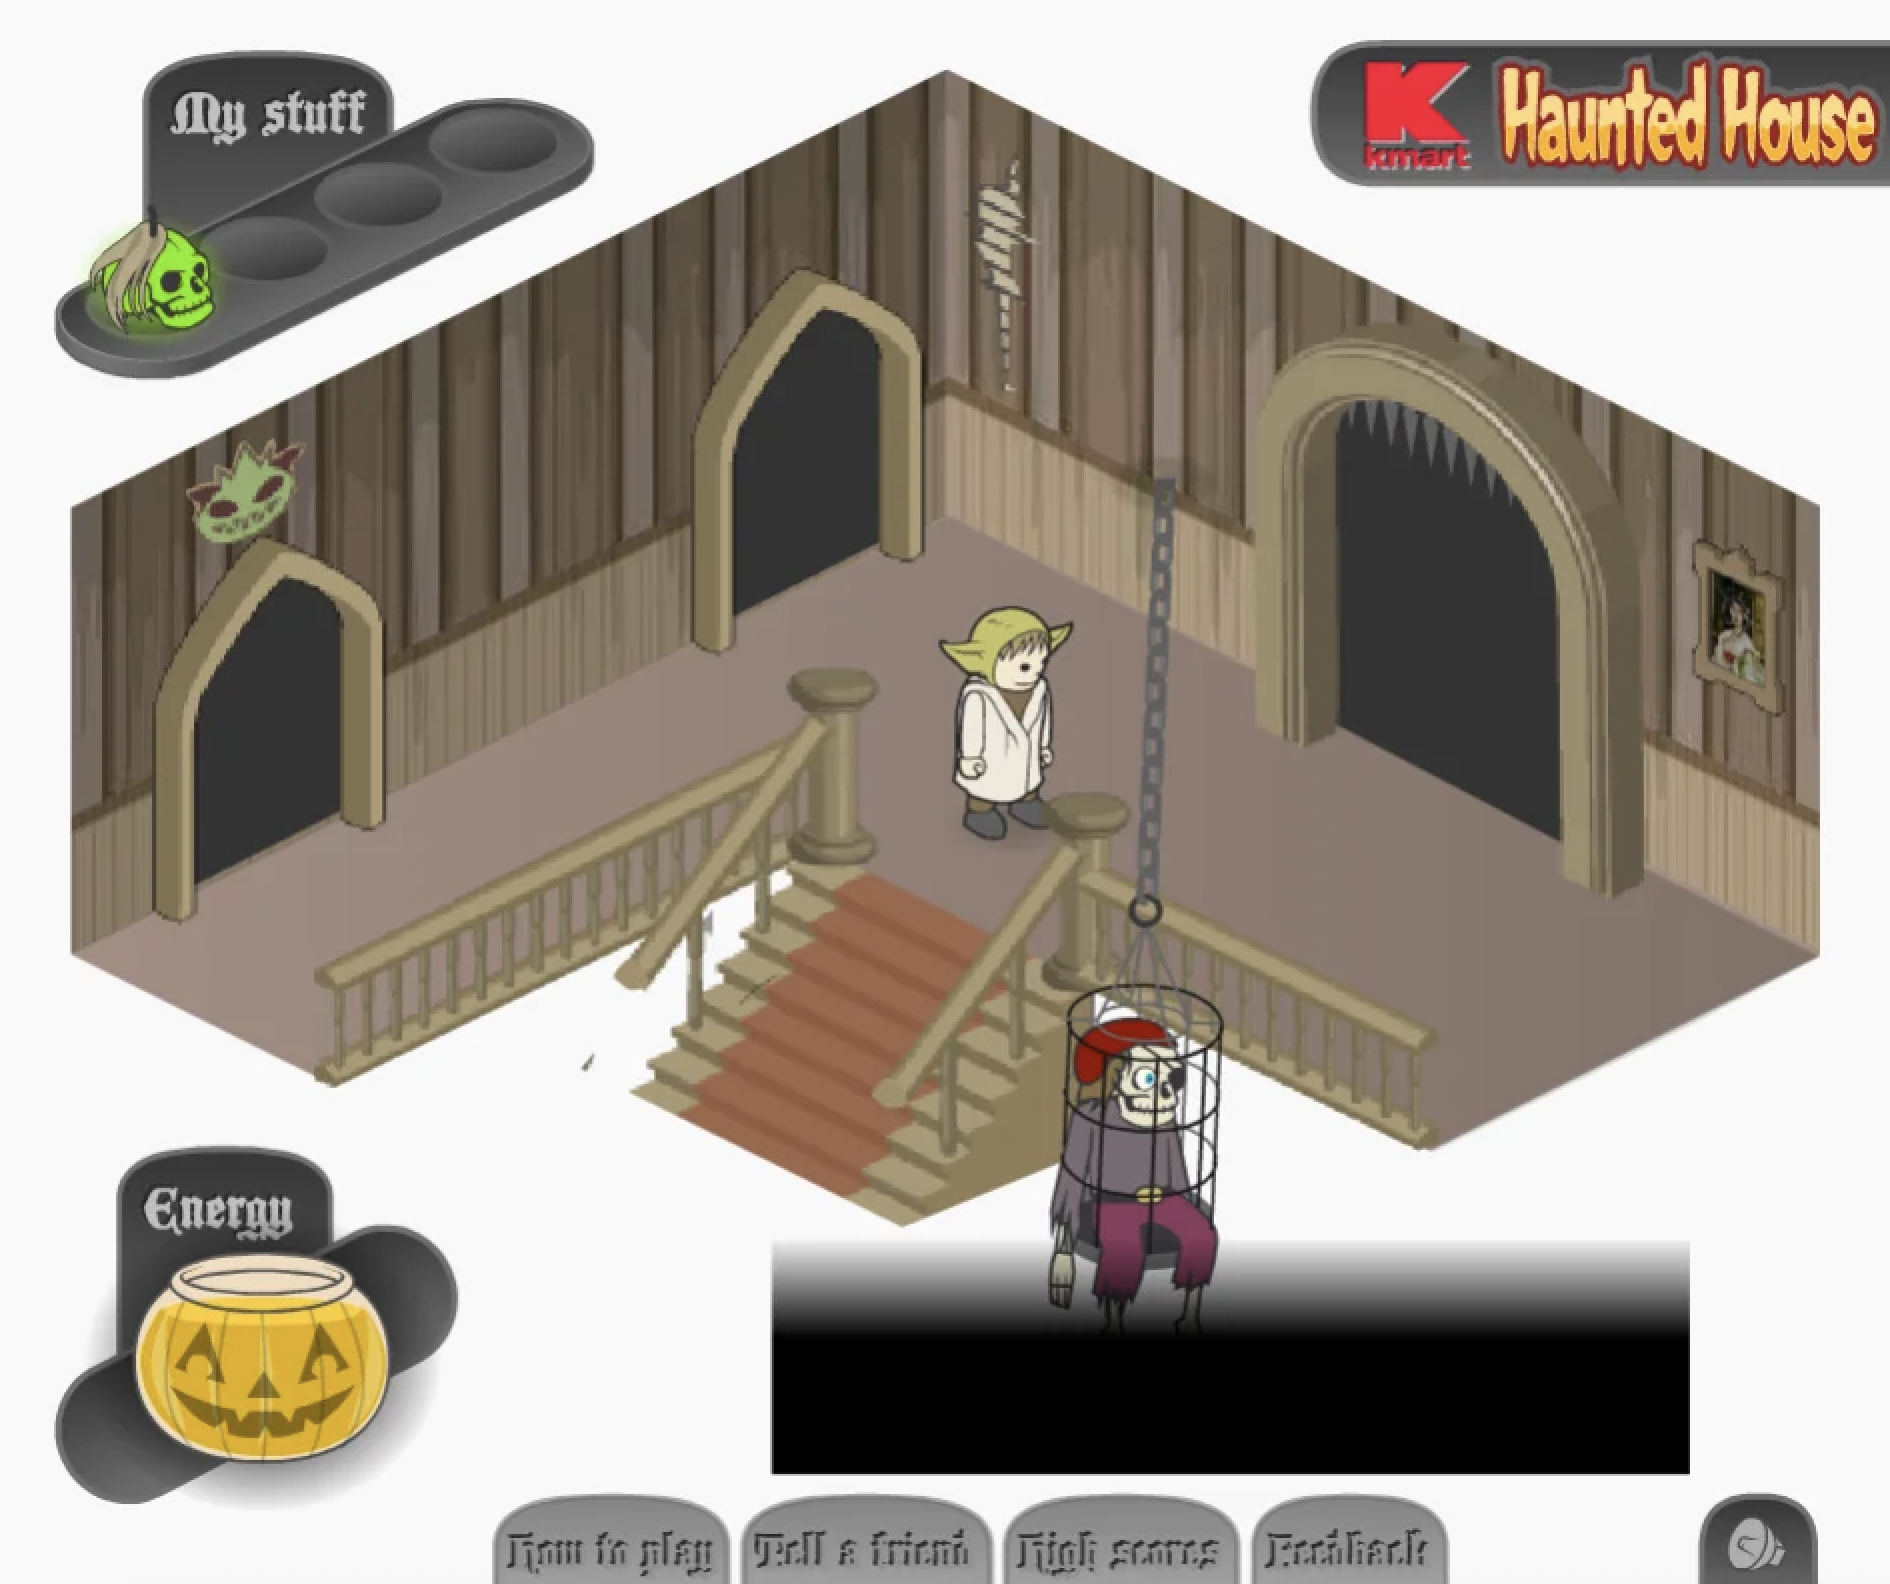 My stuff
kmart
Haunted House
Energy
How to play
Tell a friend
High scores
Feedback